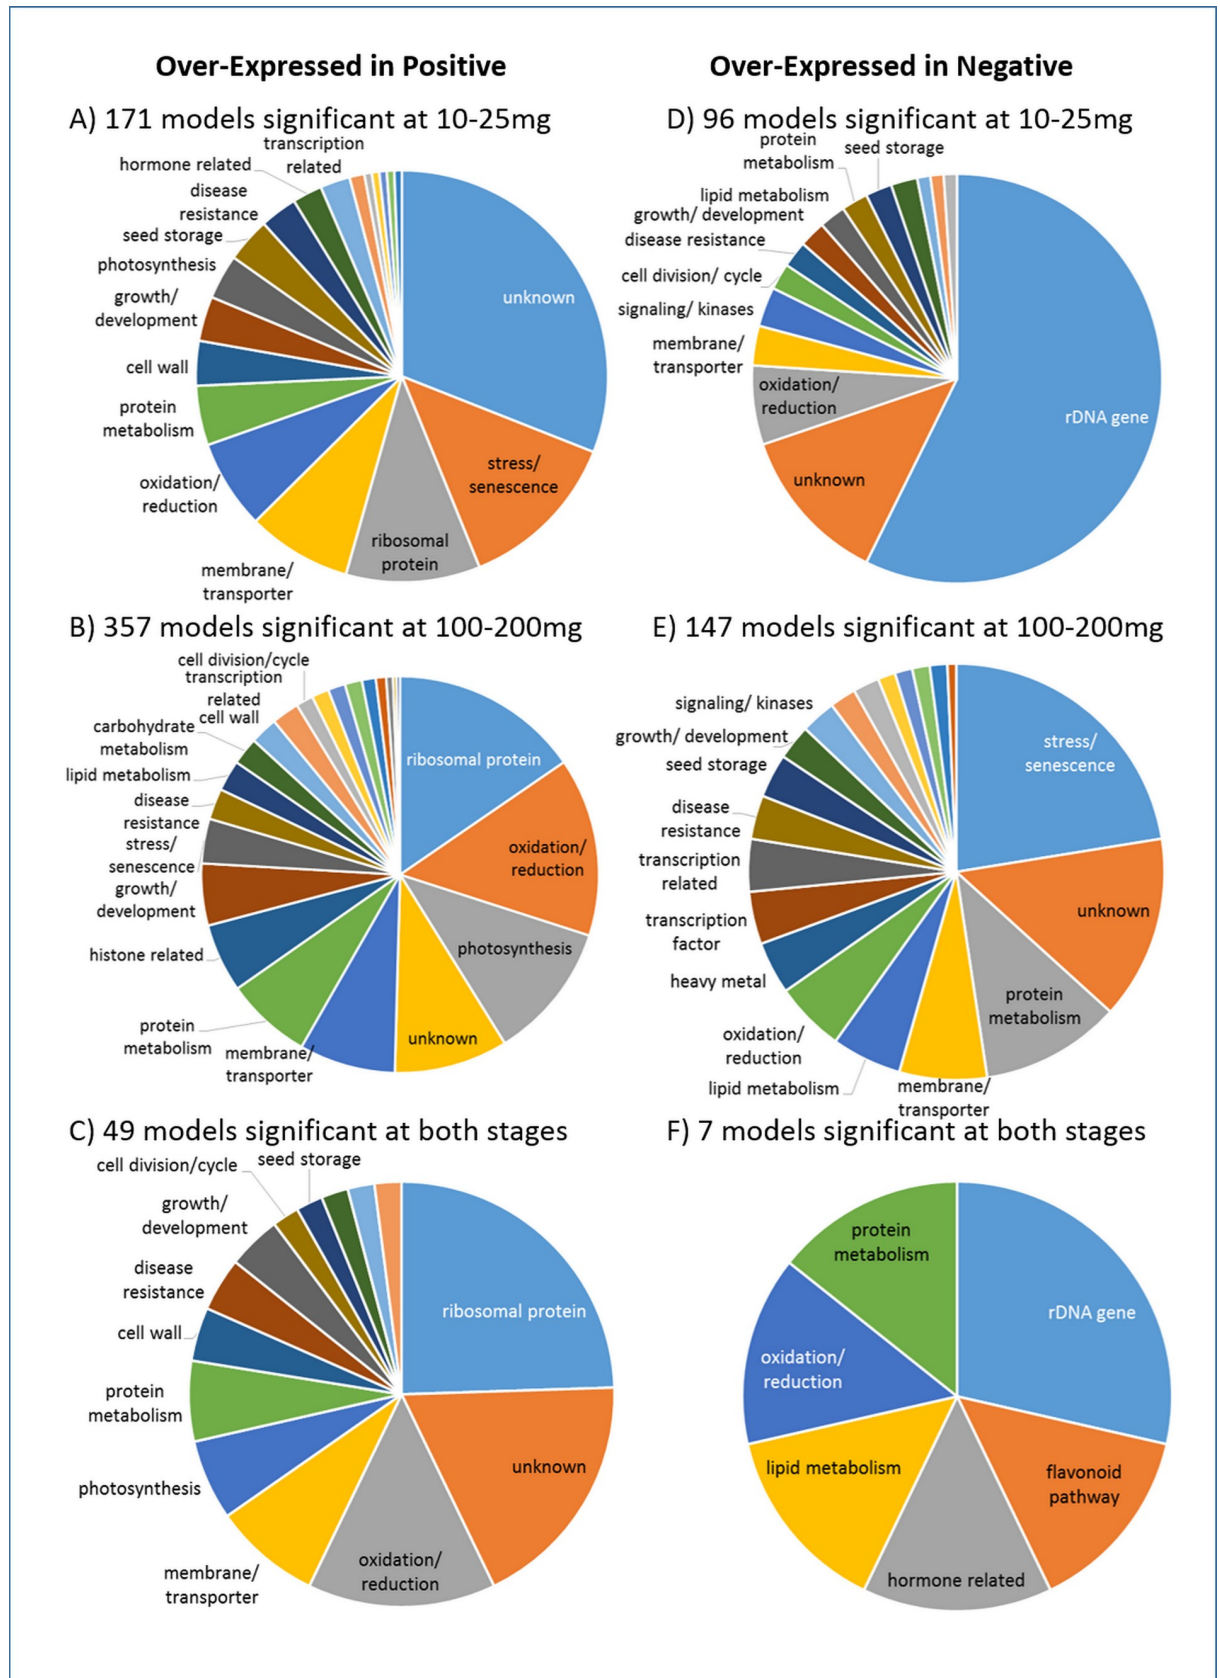 Over-Expressed in Positive
Over-Expressed in Negative
A) 171 models significant at 10-25mg
transcription
related
hormone related
disease
resistance
seed storage
photosynthesis
growth/
development
cell wall
protein
metabolism
oxidation/
reduction
membrane/
transporter
ribosomal
protein
stress/
senescence
unknown
D) 96 models significant at 10-25mg
protein
metabolism
seed storage
lipid metabolism
growth/ development
disease resistance
cell division/ cycle
signaling/ kinases
membrane/
transporter
oxidation/
reduction
unknown
rDNA gene
B) 357 models significant at 100-200mg
cell division/cycle
transcription
related
cell wall
carbohydrate
metabolism
lipid metabolism
disease
resistance
stress/
senescence
growth/
development
histone related
protein
metabolism
membrane/
transporter
unknown
photosynthesis
oxidation/
reduction
ribosomal protein
E) 147 models significant at 100-200mg
signaling/ kinases
growth/ development
seed storage
disease
resistance
transcription
related
transcription
factor
heavy metal
oxidation/
reduction
lipid metabolism
membrane/
transporter
protein
metabolism
unknown
stress/
senescence
C) 49 models significant at both stages
cell division/cycle
seed storage
growth/
development
disease
resistance
cell wall
protein
metabolism
photosynthesis
membrane/
transporter
oxidation/
reduction
unknown
ribosomal protein
F) 7 models significant at both stages
protein
metabolism
rDNA gene
oxidation/
reduction
lipid metabolism
flavonoid
pathway
hormone related